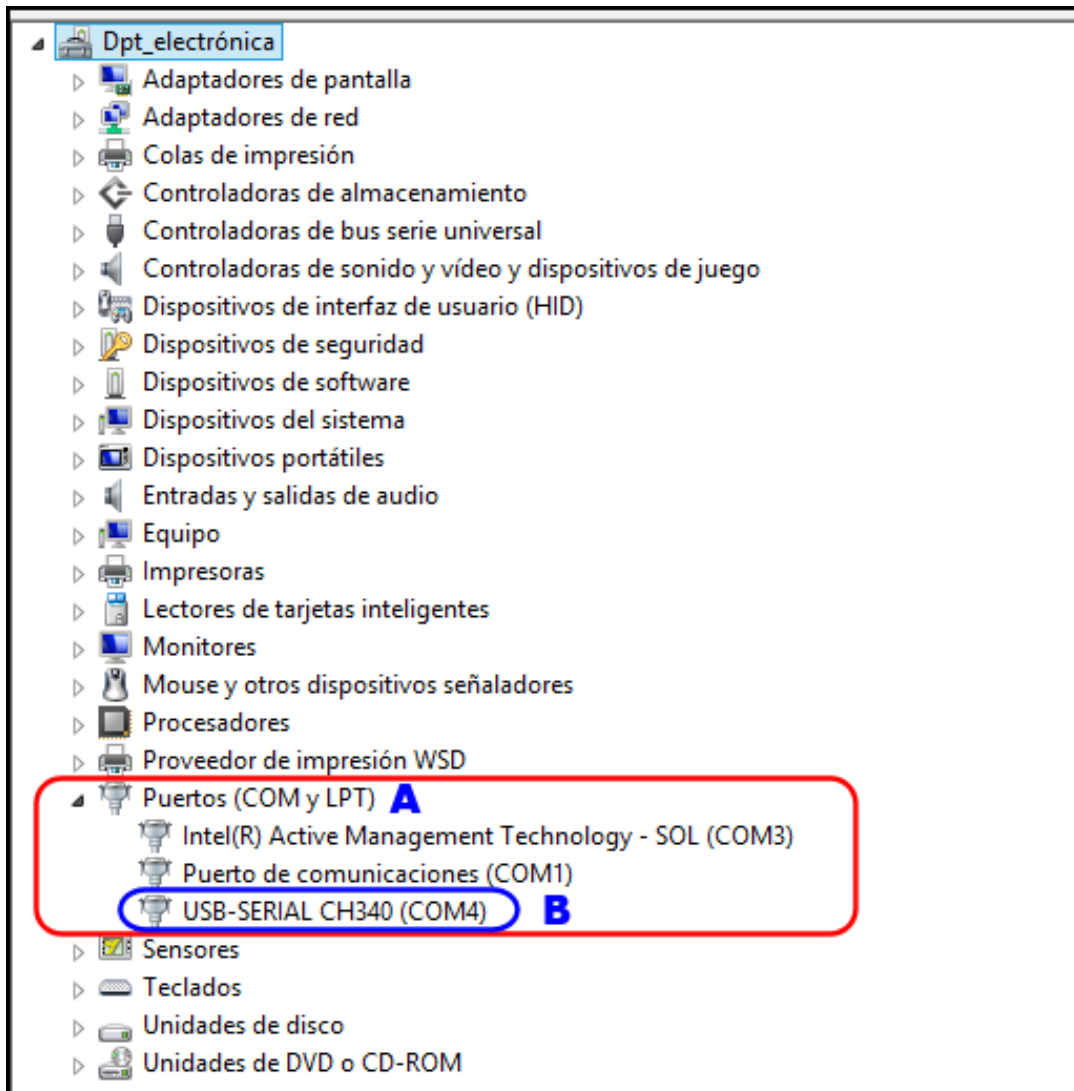 Dpt_electrónica
Adaptadores de pantalla
Adaptadores de red
Colas de impresión
Controladoras de almacenamiento
Controladoras de bus serie universal
Controladoras de sonido y vídeo y dispositivos de juego
Dispositivos de interfaz de usuario (HID)
Dispositivos de seguridad
Dispositivos de software
Dispositivos del sistema
Dispositivos portátiles
Entradas y salidas de audio
Equipo
Impresoras
Lectores de tarjetas inteligentes
Monitores
Mouse y otros dispositivos señaladores
Procesadores
Proveedor de impresión WSD
Puertos (COM y LPT) A
Intel(R) Active Management Technology - SOL (COM3)
Puerto de comunicaciones (COM1)
USB-SERIAL CH340 (COM4) B
Sensores
Teclados
Unidades de disco
Unidades de DVD o CD-ROM